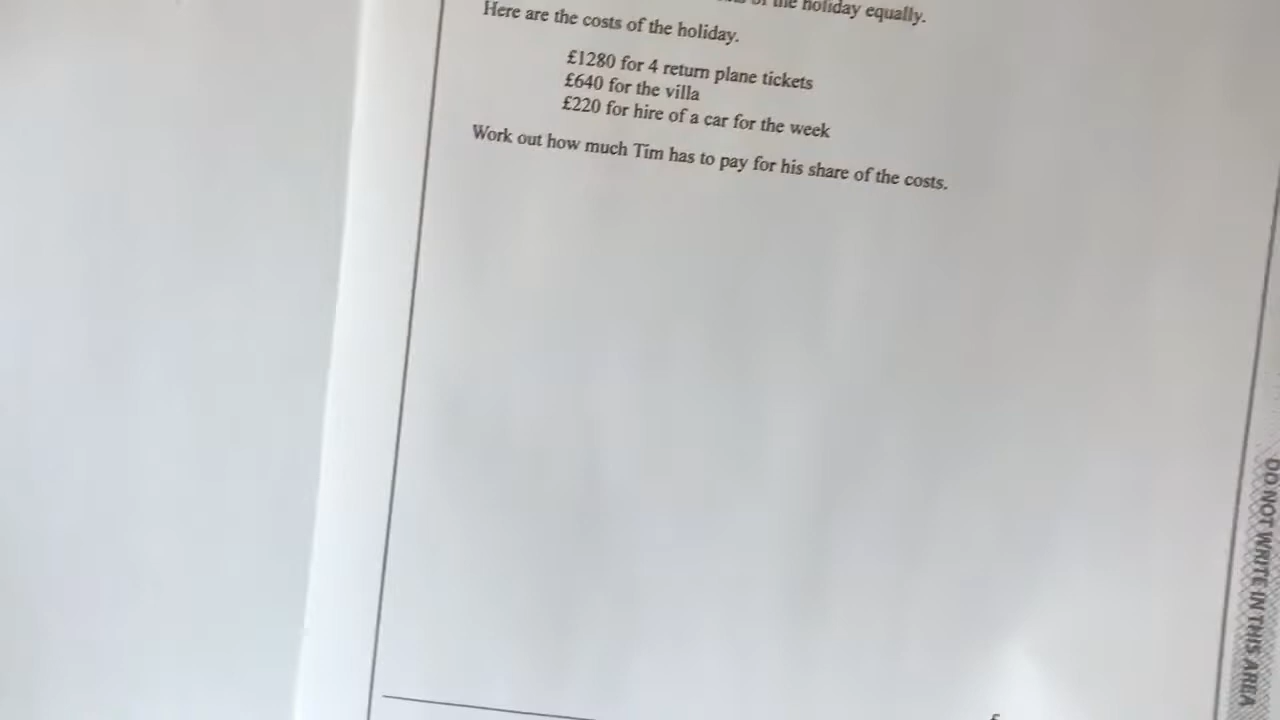 the holiday equally.
Here are the costs of the holiday.
£1280 for 4 return plane tickets
£640 for the villa
£220 for hire of a car for the week
Work out how much Tim has to pay for his share of the costs.
DO NOT WRITE IN THIS AREA
£